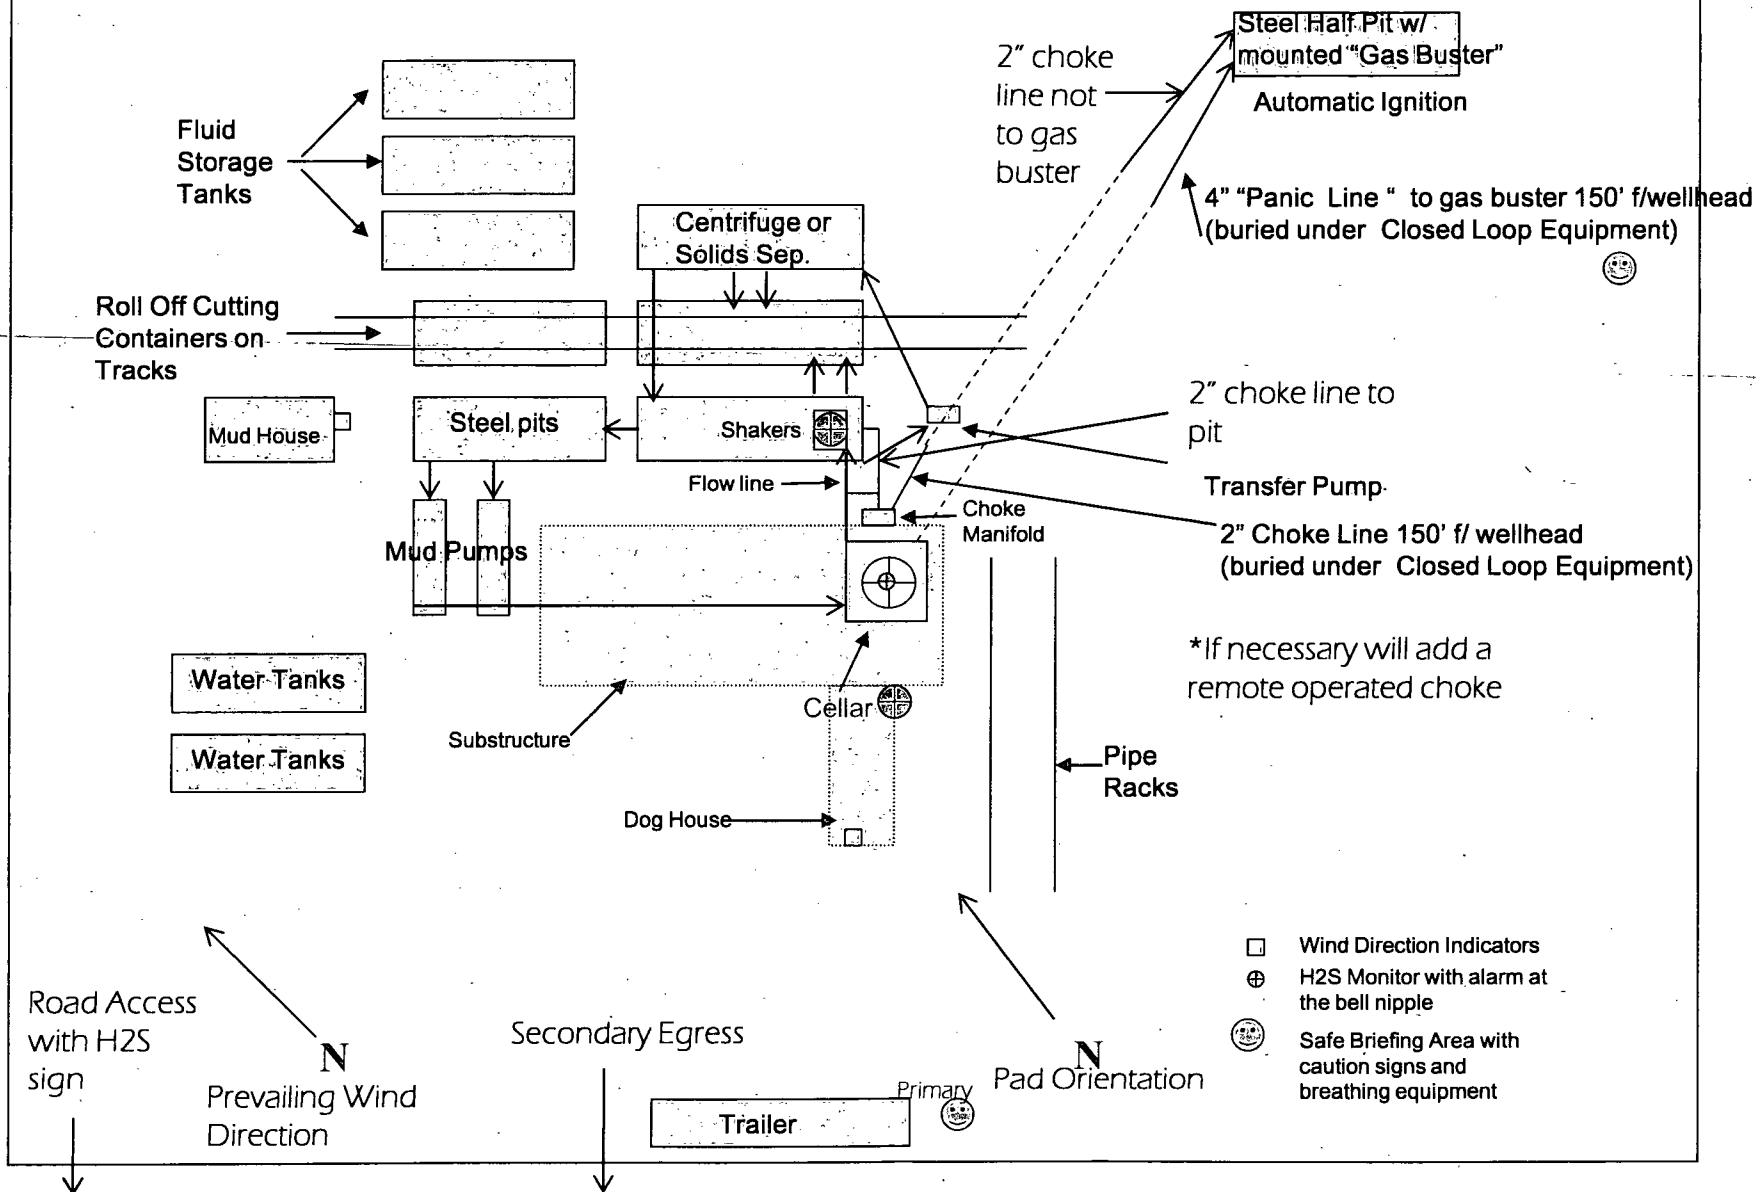 Steel Half Pit w/
mounted “Gas Buster”
Automatic Ignition
2” choke
line not
to gas
buster
Fluid
Storage
Tanks
4” “Panic Line “ to gas buster 150’ f/wellhead
(buried under Closed Loop Equipment)
Centrifuge or
Solids Sep.
Roll Off Cutting
Containers on
Tracks
2” choke line to
pit
Mud House
Steel pits
Shakers
Flow line
Transfer Pump
Choke
Manifold
2” Choke Line 150’ f/ wellhead
(buried under Closed Loop Equipment)
Mud Pumps
*If necessary will add a
remote operated choke
Water Tanks
Cellar
Substructure
Water Tanks
Pipe
Racks
Dog House
Wind Direction Indicators
H2S Monitor with alarm at
the bell nipple
Safe Briefing Area with
caution signs and
breathing equipment
Road Access
with H2S
sign
N
Prevailing Wind
Direction
Secondary Egress
N
Pad Orientation
Primary
Trailer